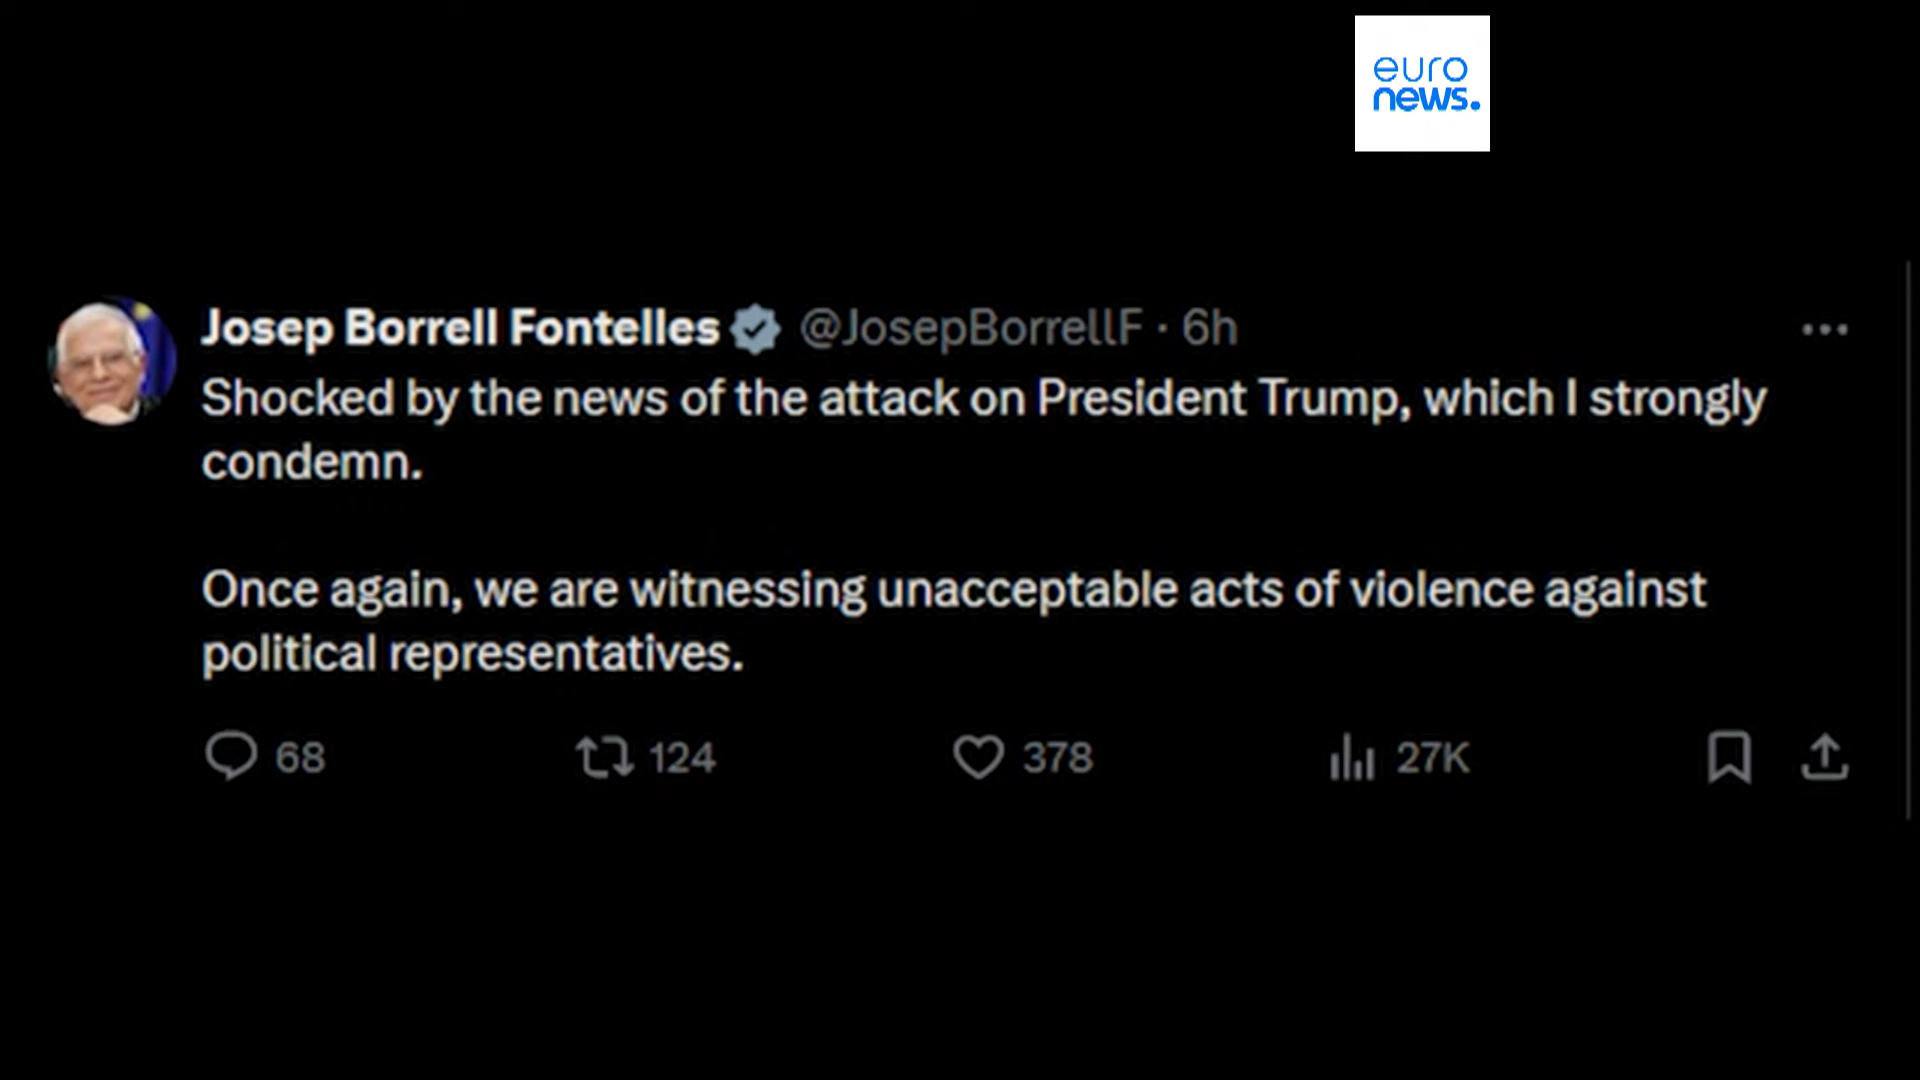 euro
news.
Josep Borrell Fontelles @JosepBorrellF · 6h
Shocked by the news of the attack on President Trump, which I strongly
condemn.
Once again, we are witnessing unacceptable acts of violence against
political representatives.
68 124 378 27K